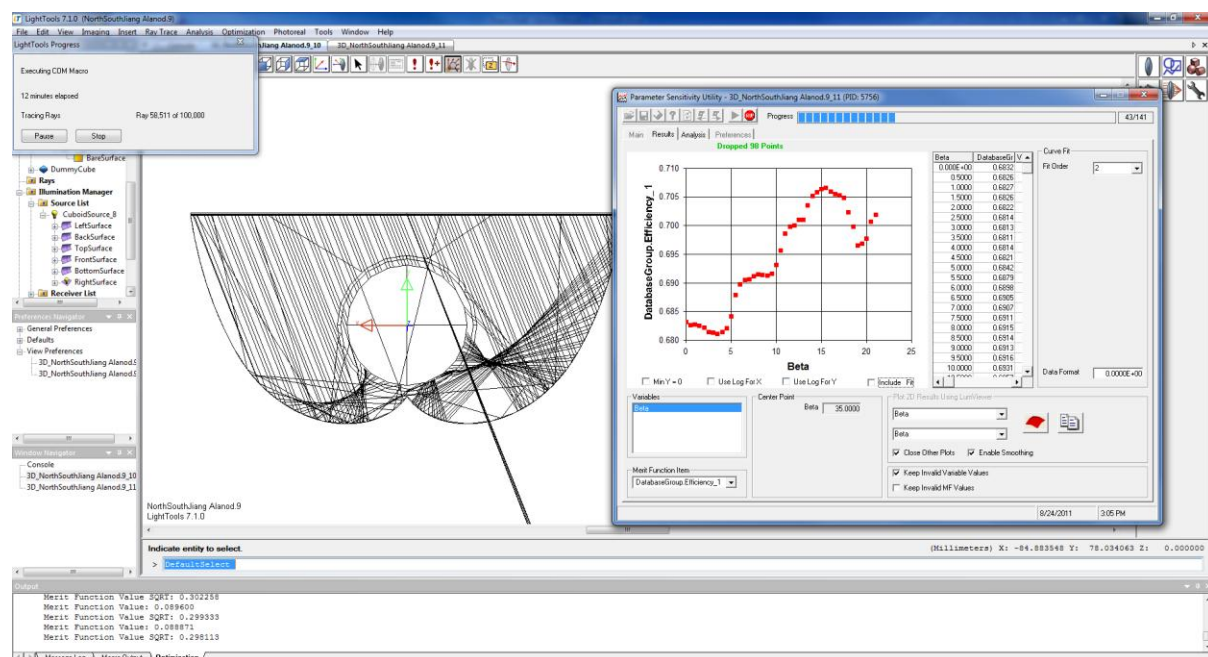 LightTools 7.1.0 (NorthSouthJiang Alanod.9)
File Edit View Imaging Insert Ray Trace Analysis Optimization Photoreal Tools Window Help
LightTools Progress
Jiang Alanod.9_10 3D_NorthSouthJiang Alanod.9_11
Executing COM Macro
12 minutes elapsed
Tracing Rays Ray 58,511 of 100,000
Pause Stop
BareSurface
DummyCube
Rays
Illumination Manager
Source List
CuboidSource_8
LeftSurface
BackSurface
TopSurface
FrontSurface
BottomSurface
RightSurface
Receiver List
Preferences Navigator
General Preferences
Defaults
View Preferences
3D_NorthSouthJiang Alanod.9
3D_NorthSouthJiang Alanod.9
Window Navigator
Console
3D_NorthSouthJiang Alanod.9_10
3D_NorthSouthJiang Alanod.9_11
NorthSouthJiang Alanod.9
LightTools 7.1.0
Parameter Sensitivity Utility - 3D_NorthSouthJiang Alanod.9_11 (PID: 5756)
Progress 43/141
Main Results Analysis Preferences
Dropped 98 Points
DatabaseGroup.Efficiency_1
0.710
0.705
0.700
0.695
0.690
0.685
0.680
0 5 10 15 20 25
Beta
Min Y = 0 Use Log For X Use Log For Y Include Fit
Beta DatabaseGr V
0.000E+00 0.6832
0.5000 0.6826
1.0000 0.6827
1.5000 0.6826
2.0000 0.6822
2.5000 0.6814
3.0000 0.6813
3.5000 0.6811
4.0000 0.6814
4.5000 0.6821
5.0000 0.6842
5.5000 0.6879
6.0000 0.6898
6.5000 0.6905
7.0000 0.6907
7.5000 0.6911
8.0000 0.6915
8.5000 0.6914
9.0000 0.6913
9.5000 0.6916
10.0000 0.6931
Curve Fit
Fit Order 2
Data Format 0.0000E+00
Variables
Beta
Center Point
Beta 35.0000
Plot 2D Results Using LumViewer
Beta
Beta
Close Other Plots Enable Smoothing
Merit Function Item
DatabaseGroup.Efficiency_1
Keep Invalid Variable Values
Keep Invalid MF Values
8/24/2011 3:05 PM
Indicate entity to select.
(Millimeters) X: -84.883548 Y: 78.034063 Z: 0.000000
> DefaultSelect
Output
Merit Function Value SQRT: 0.302258
Merit Function Value: 0.089600
Merit Function Value SQRT: 0.299333
Merit Function Value: 0.088871
Merit Function Value SQRT: 0.298113
Message Log Macro Output Optimization